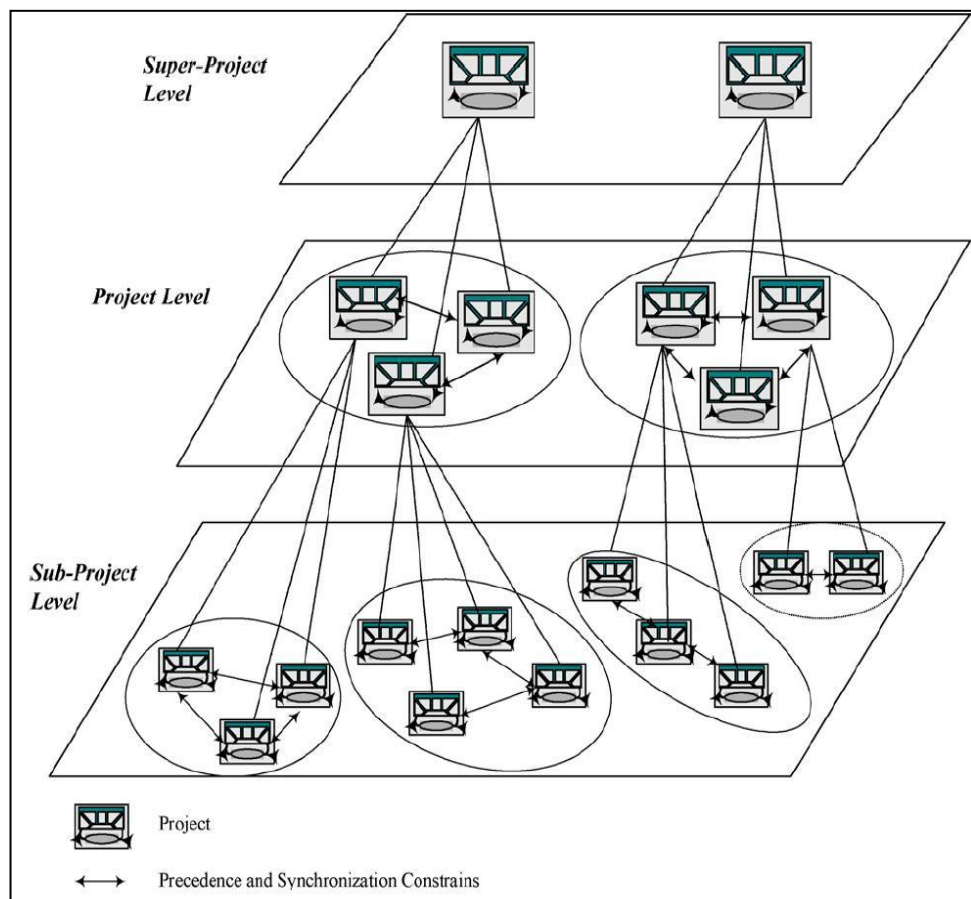 Super-Project
Level
Project Level
Sub-Project
Level
Project
Precedence and Synchronization Constrains